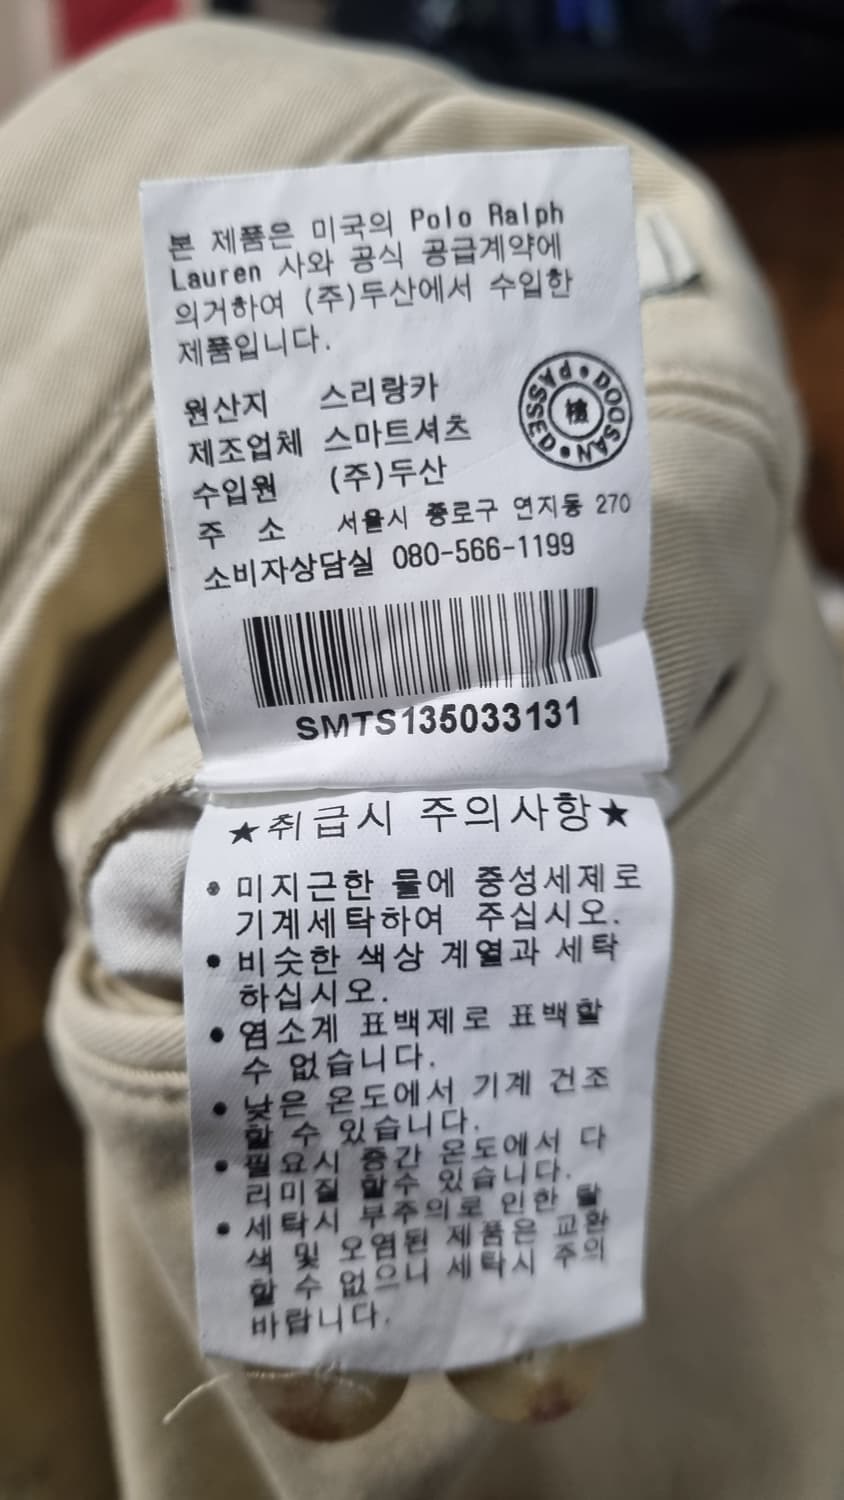 본 제품은 미국의 Polo Ralph
Lauren 사와 공식 공급계약에
의거하여 (주)두산에서 수입한
제품입니다.
원산지 스리랑카
제조업체 스마트셔츠
수입원 (주)두산
주 소 서울시 종로구 연지동 270
소비자상담실 080-566-1199
DOOSAN • PASSED •
檢
SMTS135033131
★취급시 주의사항★
• 미지근한 물에 중성세제로
기계세탁하여 주십시오.
• 비슷한 색상 계열과 세탁
하십시오.
• 염소계 표백제로 표백할
수 없습니다.
• 낮은 온도에서 기계 건조
할 수 있습니다.
• 필요시 중간 온도에서 다
리미질 할수 있습니다.
• 세탁시 부주의로 인한 탈
색 및 오염된 제품은 교환
할 수 없으니 세탁시 주의
바랍니다.